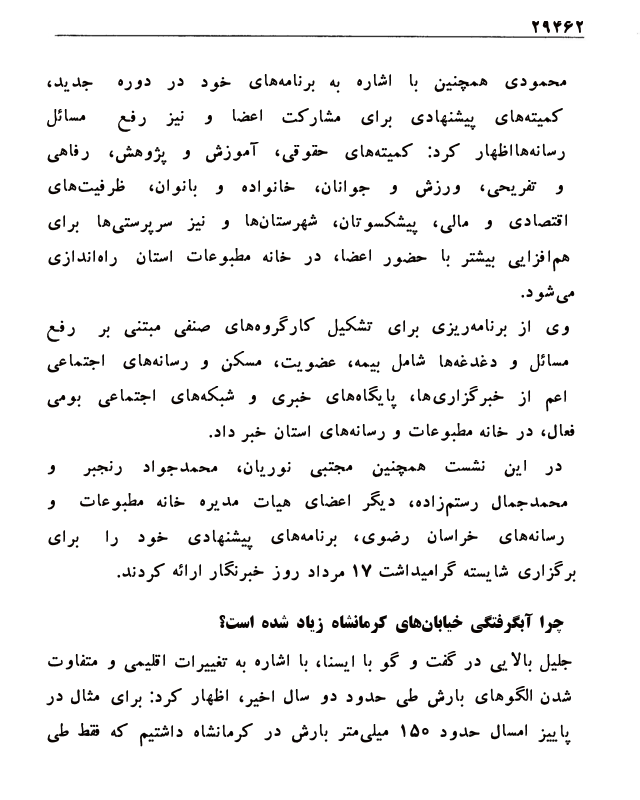 ۲۹۴۶۲
محمودی همچنین با اشاره به برنامه‌های خود در دوره جدید،
کمیته‌های پیشنهادی برای مشارکت اعضا و نیز رفع مسائل
رسانه‌هااظهار کرد: کمیته‌های حقوقی، آموزش و پژوهش، رفاهی
و تفریحی، ورزش و جوانان، خانواده و بانوان، ظرفیت‌های
اقتصادی و مالی، پیشکسوتان، شهرستان‌ها و نیز سرپرستی‌ها برای
هم‌افزایی بیشتر با حضور اعضا، در خانه مطبوعات استان راه‌اندازی
می‌شود.
وی از برنامه‌ریزی برای تشکیل کارگروه‌های صنفی مبتنی بر رفع
مسائل و دغدغه‌ها شامل بیمه، عضویت، مسکن و رسانه‌های اجتماعی
اعم از خبرگزاری‌ها، پایگاه‌های خبری و شبکه‌های اجتماعی بومی
فعال، در خانه مطبوعات و رسانه‌های استان خبر داد.
در این نشست همچنین مجتبی نوریان، محمدجواد رنجبر و
محمدجمال رستم‌زاده، دیگر اعضای هیات مدیره خانه مطبوعات و
رسانه‌های خراسان رضوی، برنامه‌های پیشنهادی خود را برای
برگزاری شایسته گرامیداشت ۱۷ مرداد روز خبرنگار ارائه کردند.
چرا آبگرفتگی خیابان‌های کرمانشاه زیاد شده است؟
جلیل بالایی در گفت و گو با ایسنا، با اشاره به تغییرات اقلیمی و متفاوت
شدن الگوهای بارش طی حدود دو سال اخیر، اظهار کرد: برای مثال در
پاییز امسال حدود ۱۵۰ میلی‌متر بارش در کرمانشاه داشتیم که فقط طی